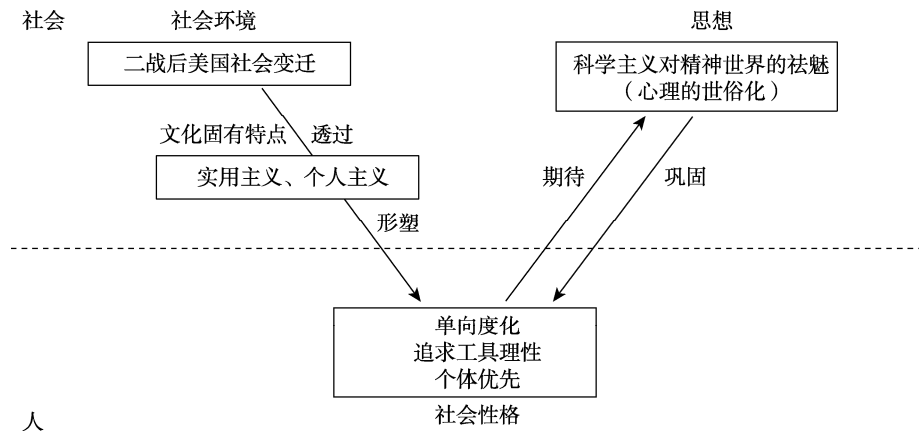 社会 社会环境 思想
二战后美国社会变迁
科学主义对精神世界的祛魅
（心理的世俗化）
文化固有特点 透过
实用主义、个人主义
期待 巩固
形塑
单向度化
追求工具理性
个体优先
社会性格
人